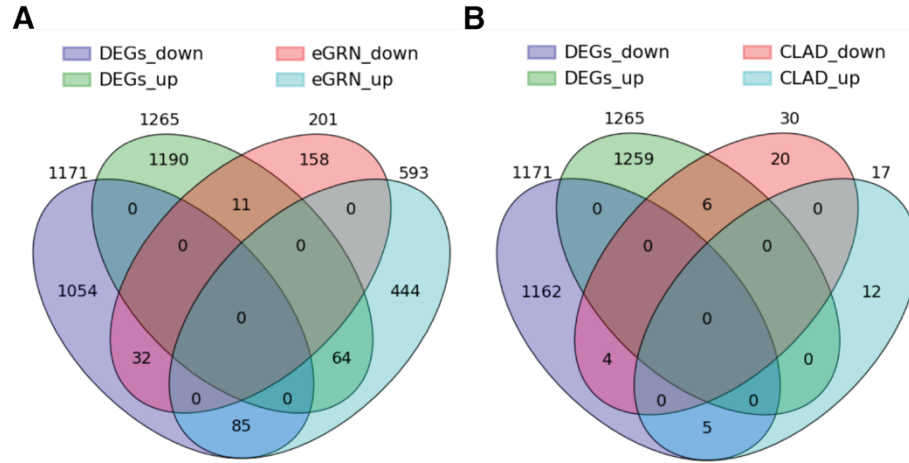 A
DEGs_down eGRN_down
DEGs_up eGRN_up
1265 201
1171 1190 158 593
0 11 0
0 0
1054 444
0
32 64
0 0
85
B
DEGs_down CLAD_down
DEGs_up CLAD_up
1265 30
1171 1259 20 17
0 6 0
0 0
1162 12
0
4 0
0 0
5